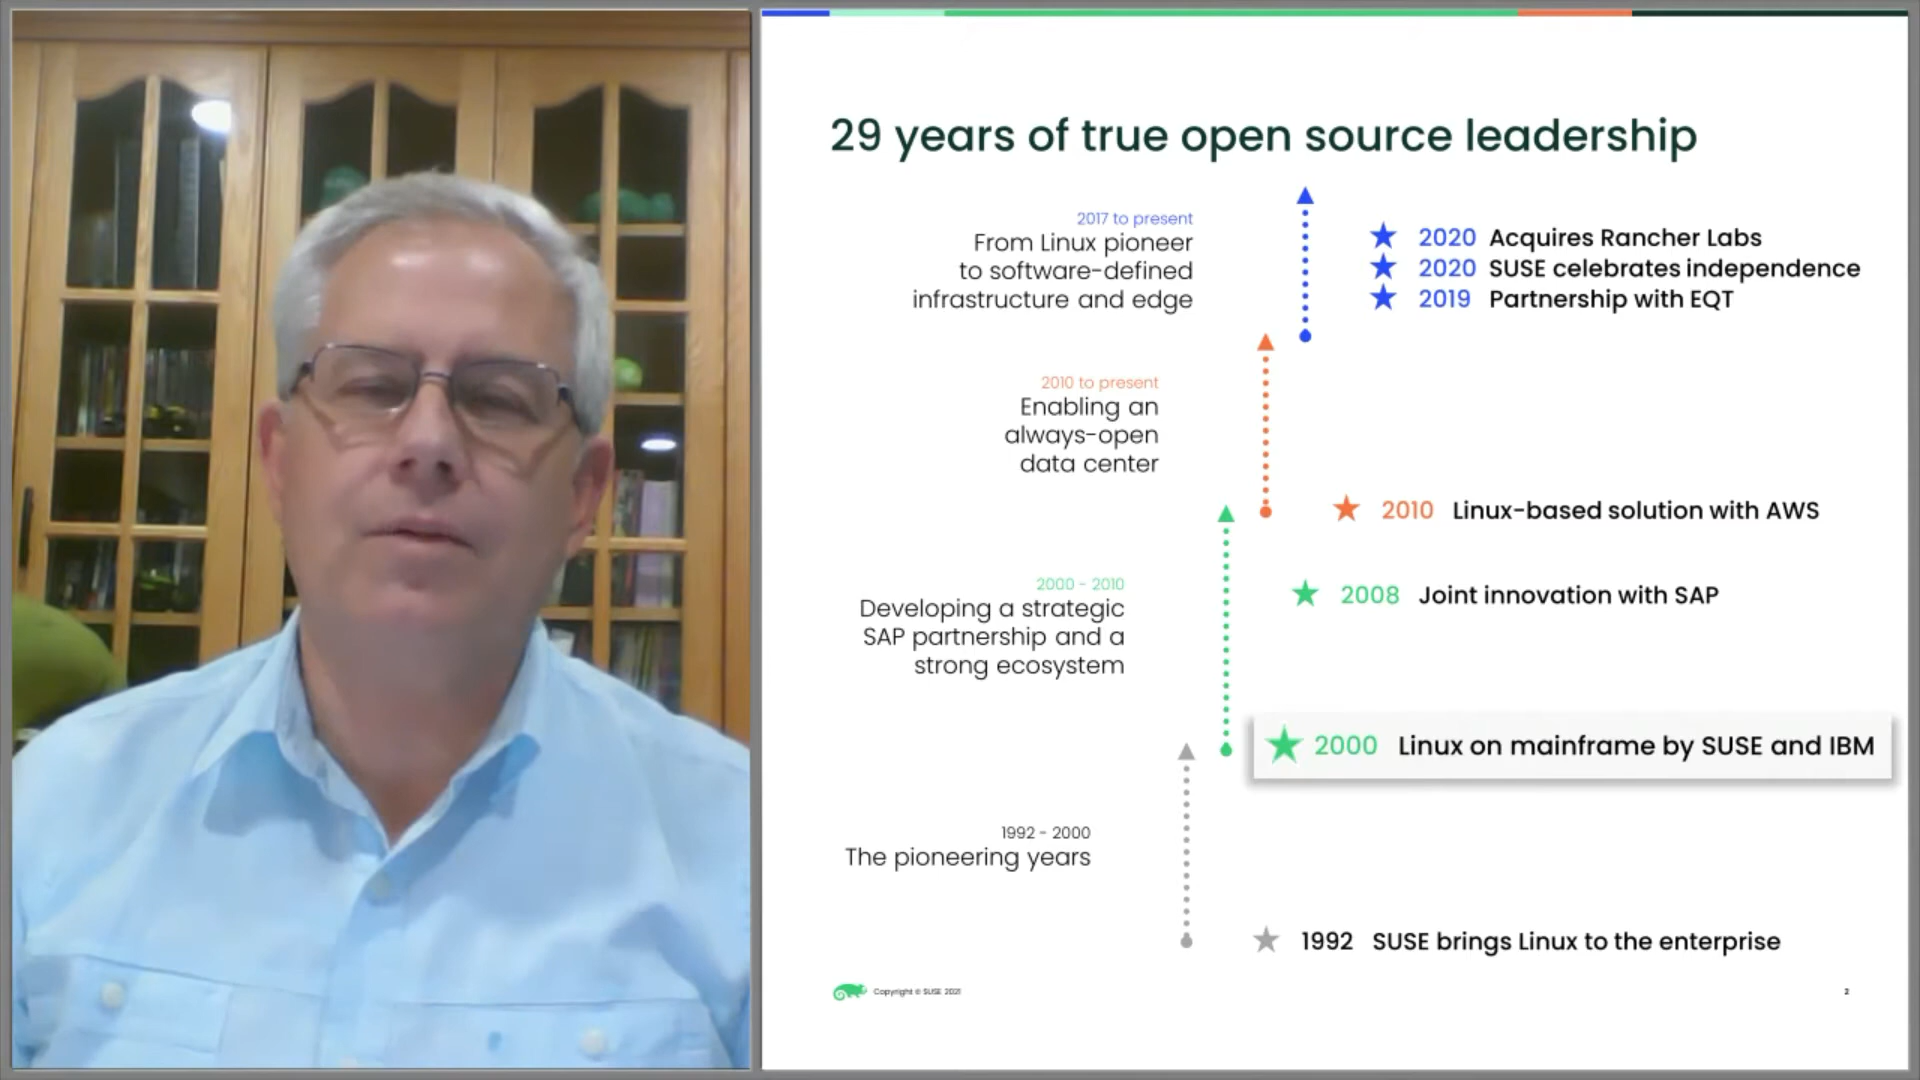 29 years of true open source leadership
2017 to present
From Linux pioneer
to software-defined
infrastructure and edge
2020 Acquires Rancher Labs
2020 SUSE celebrates independence
2019 Partnership with EQT
2010 to present
Enabling an
always-open
data center
2010 Linux-based solution with AWS
2000 - 2010
Developing a strategic
SAP partnership and a
strong ecosystem
2008 Joint innovation with SAP
2000 Linux on mainframe by SUSE and IBM
1992 - 2000
The pioneering years
1992 SUSE brings Linux to the enterprise
Copyright © SUSE 2021
2